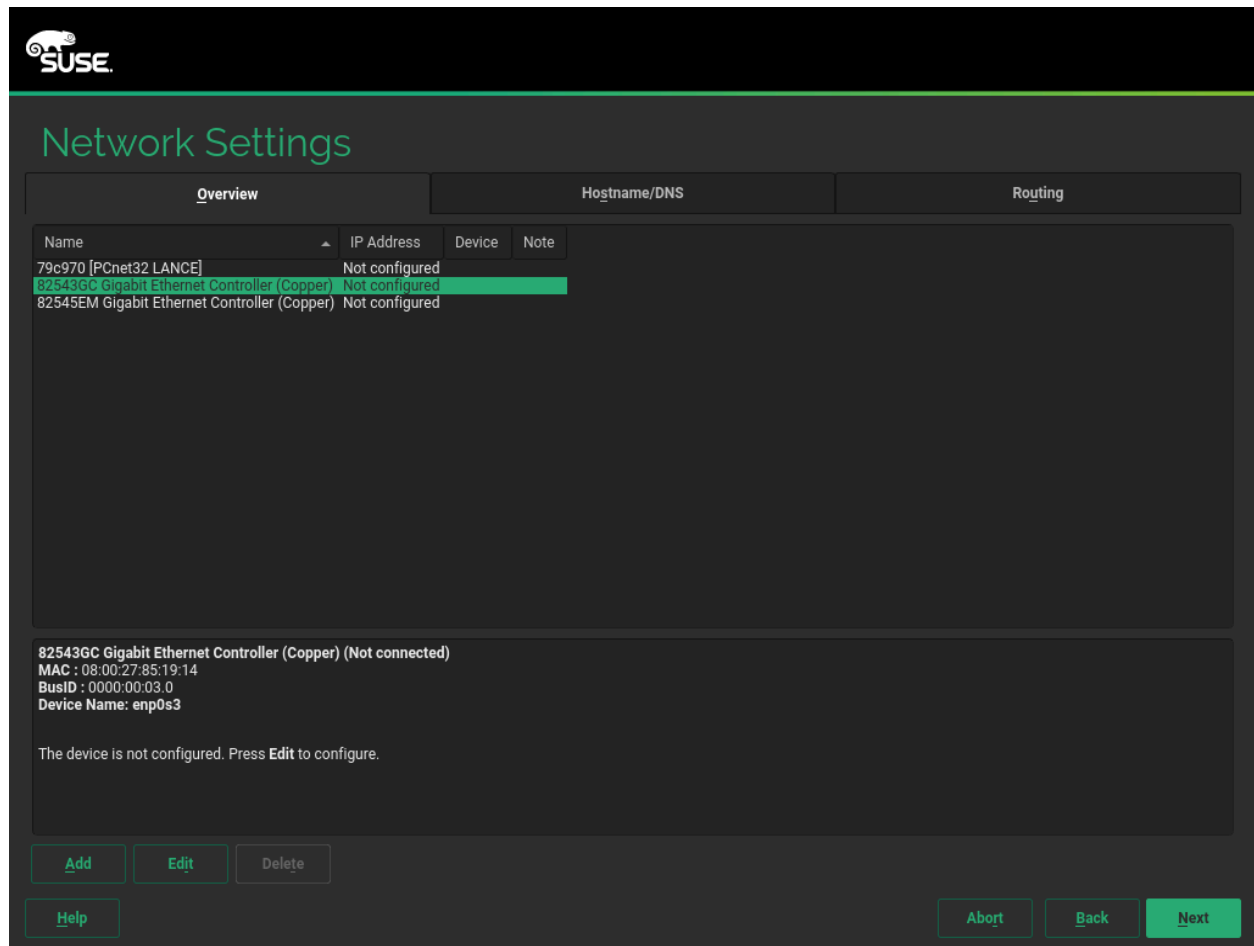 SUSE.
Network Settings
Overview Hostname/DNS Routing
Name IP Address Device Note
79c970 [PCnet32 LANCE] Not configured
82543GC Gigabit Ethernet Controller (Copper) Not configured
82545EM Gigabit Ethernet Controller (Copper) Not configured
82543GC Gigabit Ethernet Controller (Copper) (Not connected)
MAC : 08:00:27:85:19:14
BusID : 0000:00:03.0
Device Name: enp0s3
The device is not configured. Press Edit to configure.
Add Edit Delete
Help Abort Back Next